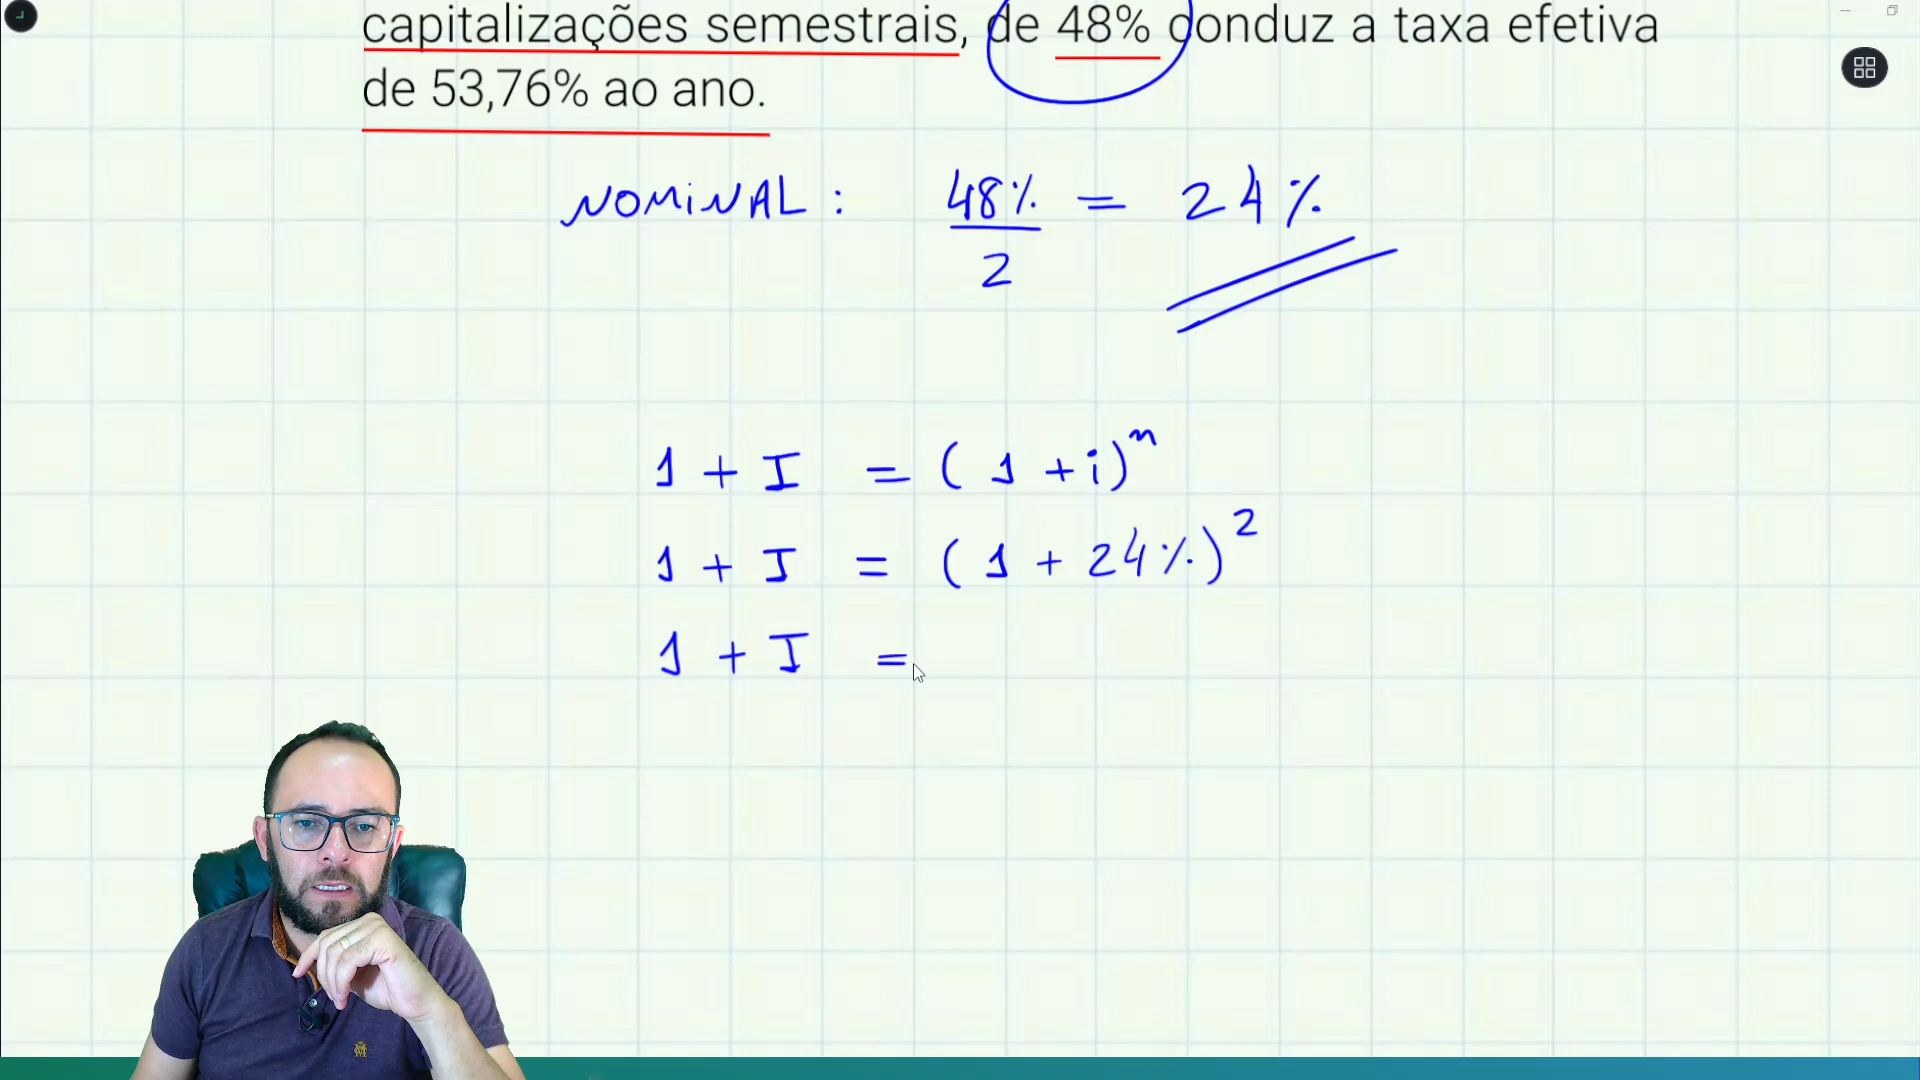 capitalizações semestrais, de 48% conduz a taxa efetiva
de 53,76% ao ano.
NOMINAL : 48% / 2 = 24%
1 + I = ( 1 + i)ⁿ
1 + I = ( 1 + 24%)²
1 + I =